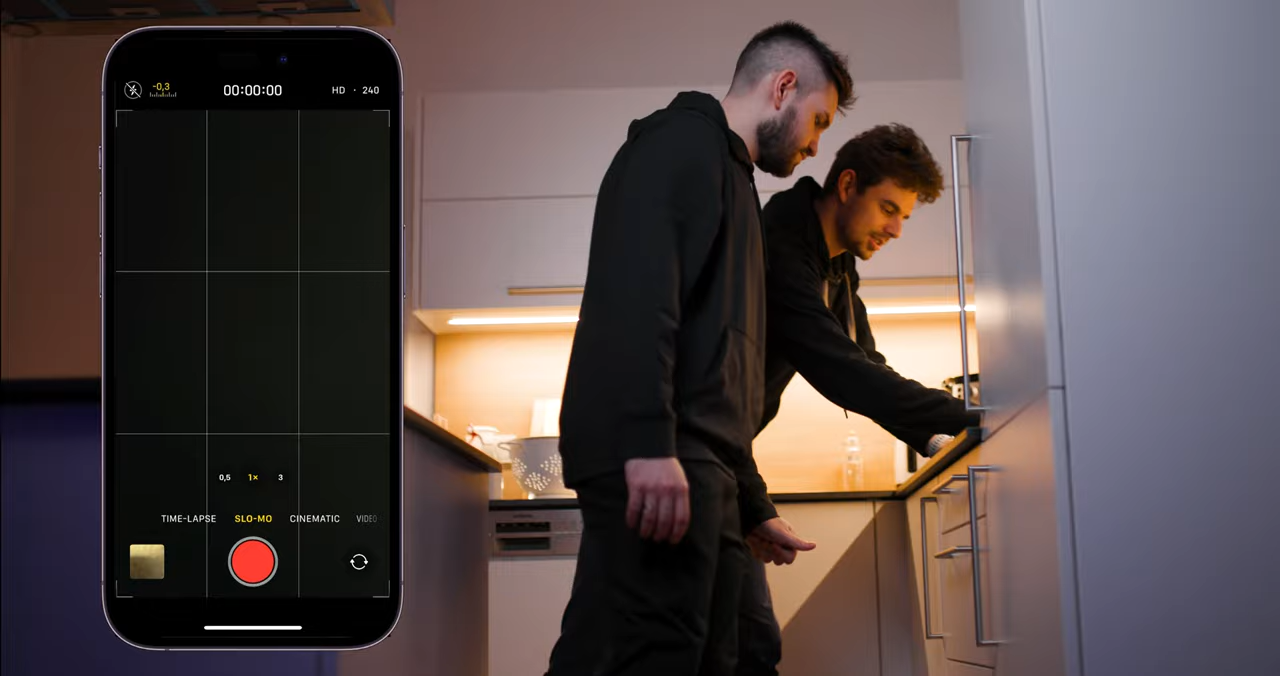 -0,3
00:00:00
HD · 240
0,5 1× 3
TIME-LAPSE SLO-MO CINEMATIC VIDEO